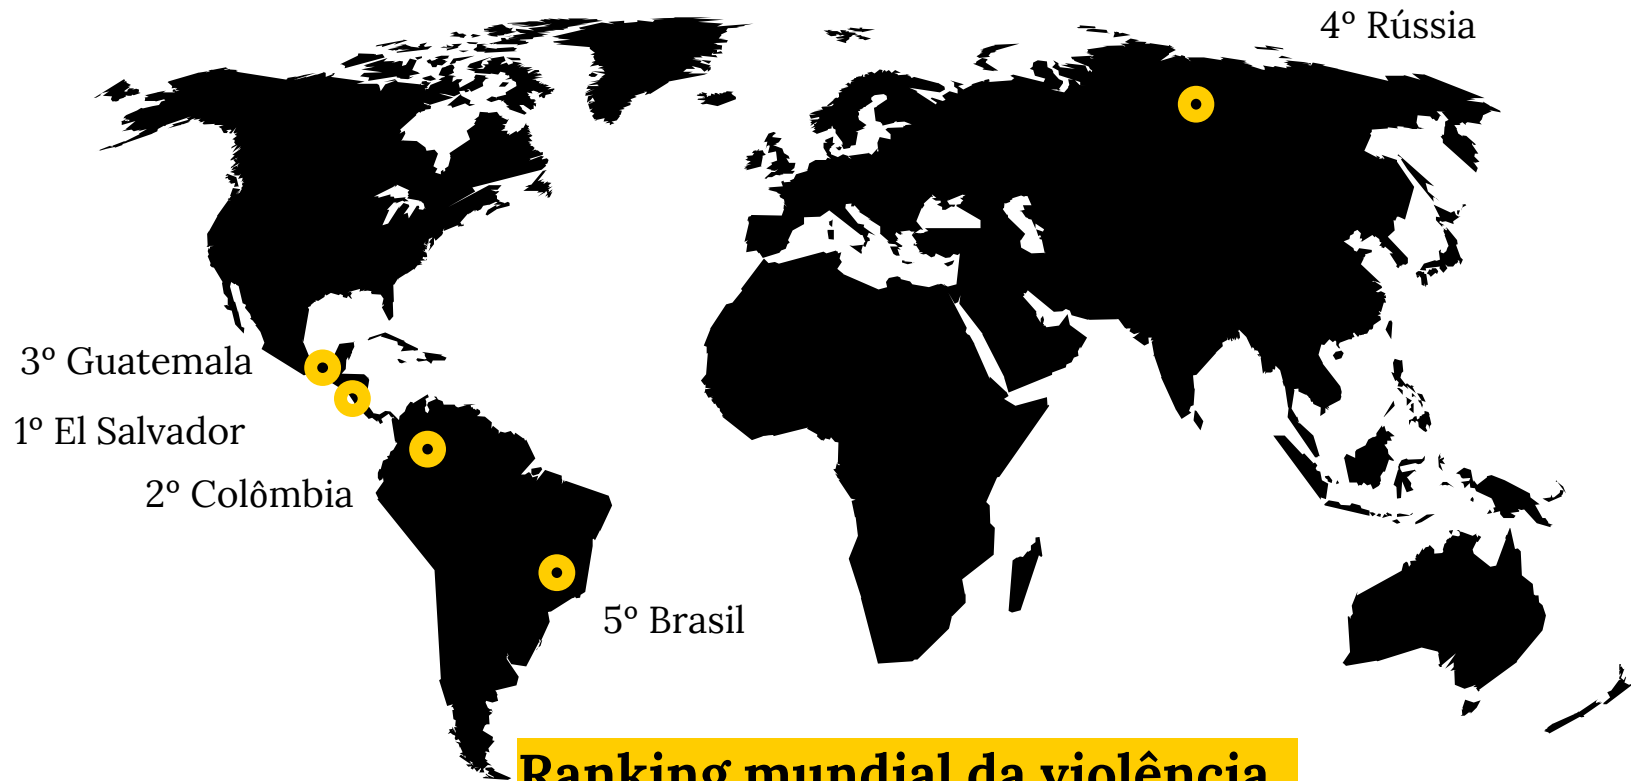 4º Rússia
3º Guatemala
1º El Salvador
2º Colômbia
5º Brasil
Ranking mundial da violência